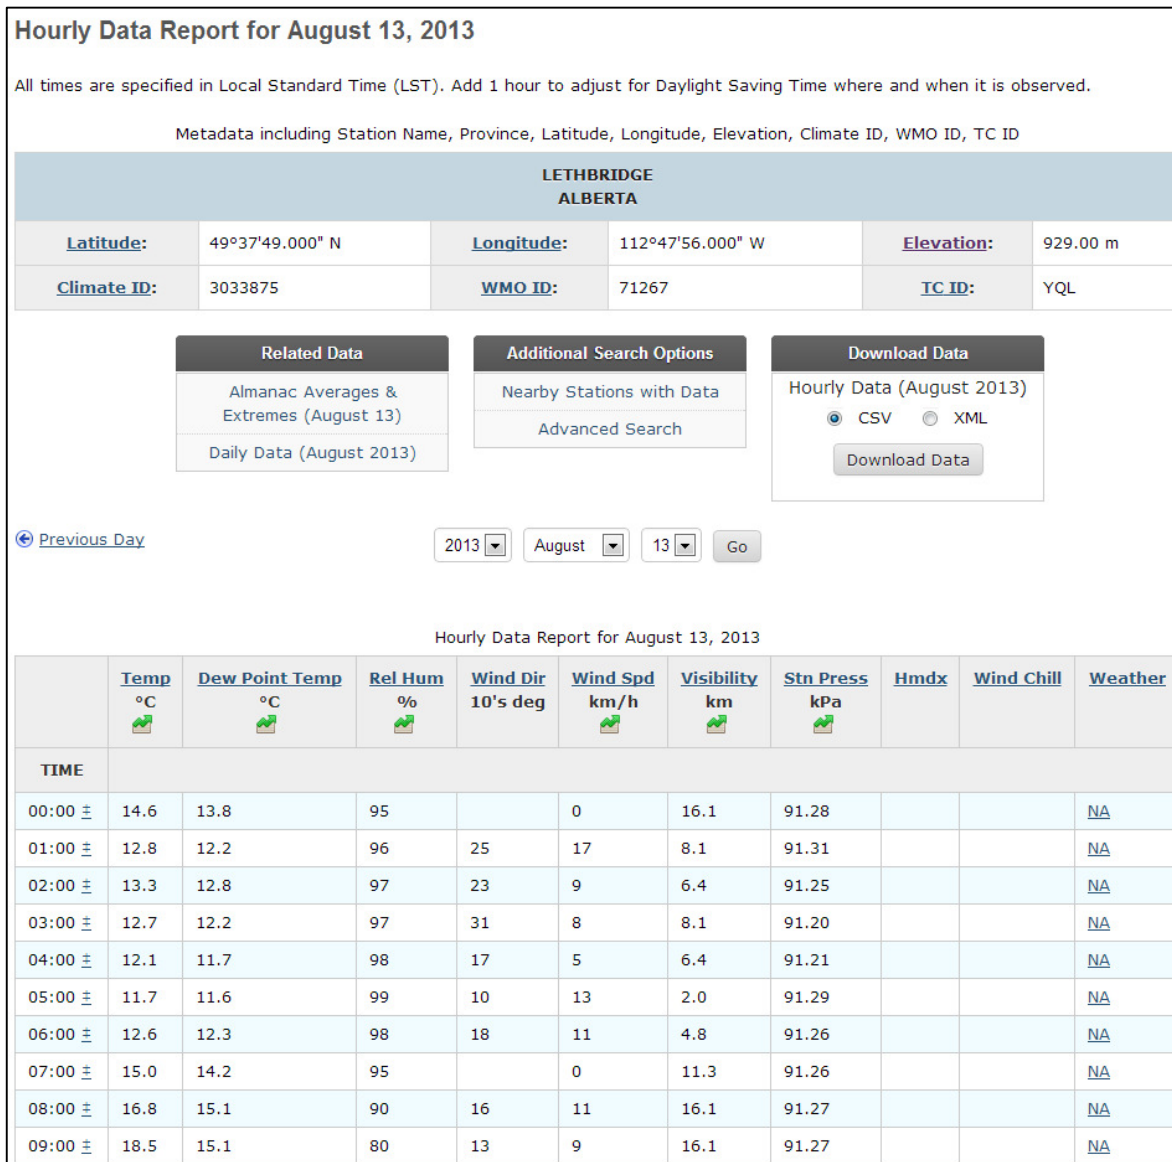 Hourly Data Report for August 13, 2013
All times are specified in Local Standard Time (LST). Add 1 hour to adjust for Daylight Saving Time where and when it is observed.
Metadata including Station Name, Province, Latitude, Longitude, Elevation, Climate ID, WMO ID, TC ID
LETHBRIDGE
ALBERTA
Latitude: 49°37'49.000" N Longitude: 112°47'56.000" W Elevation: 929.00 m
Climate ID: 3033875 WMO ID: 71267 TC ID: YQL
Related Data Additional Search Options Download Data
Almanac Averages & Extremes (August 13) Nearby Stations with Data Hourly Data (August 2013)
Daily Data (August 2013) Advanced Search CSV XML
Download Data
Previous Day 2013 August 13 Go
Hourly Data Report for August 13, 2013
Temp Dew Point Temp Rel Hum Wind Dir Wind Spd Visibility Stn Press Hmdx Wind Chill Weather
°C °C % 10's deg km/h km kPa
TIME
00:00 ‡ 14.6 13.8 95 0 16.1 91.28 NA
01:00 ‡ 12.8 12.2 96 25 17 8.1 91.31 NA
02:00 ‡ 13.3 12.8 97 23 9 6.4 91.25 NA
03:00 ‡ 12.7 12.2 97 31 8 8.1 91.20 NA
04:00 ‡ 12.1 11.7 98 17 5 6.4 91.21 NA
05:00 ‡ 11.7 11.6 99 10 13 2.0 91.29 NA
06:00 ‡ 12.6 12.3 98 18 11 4.8 91.26 NA
07:00 ‡ 15.0 14.2 95 0 11.3 91.26 NA
08:00 ‡ 16.8 15.1 90 16 11 16.1 91.27 NA
09:00 ‡ 18.5 15.1 80 13 9 16.1 91.27 NA